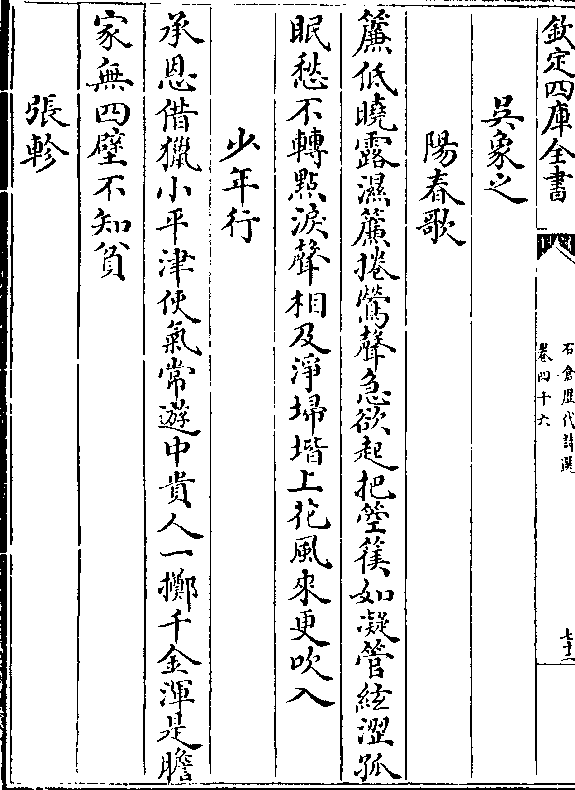 欽定四庫全書
石倉歷代詩選
卷四十六
七十二
吳象之
陽春歌
簾低曉露濕簾捲鶯聲急欲起把箜篌如凝管絃澀孤
眠愁不轉點淚聲相及淨埽堦上花風來更吹入
少年行
承恩借獵小平津使氣常遊中貴人一擲千金渾是膽
家無四壁不知貧
張軫